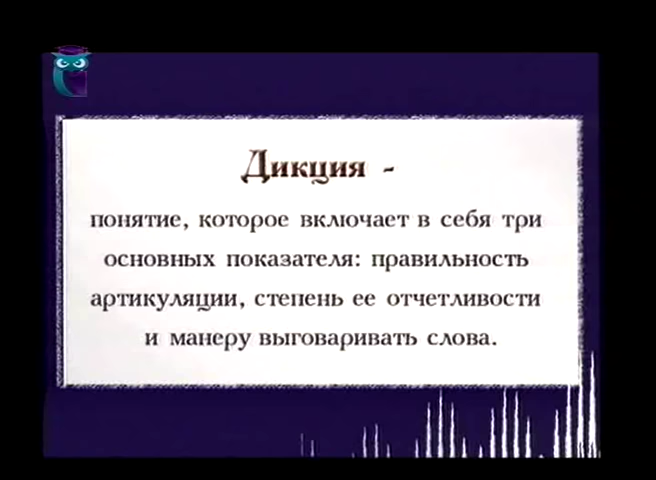 Дикция -
понятие, которое включает в себя три
основных показателя: правильность
артикуляции, степень ее отчетливости
и манеру выговаривать слова.